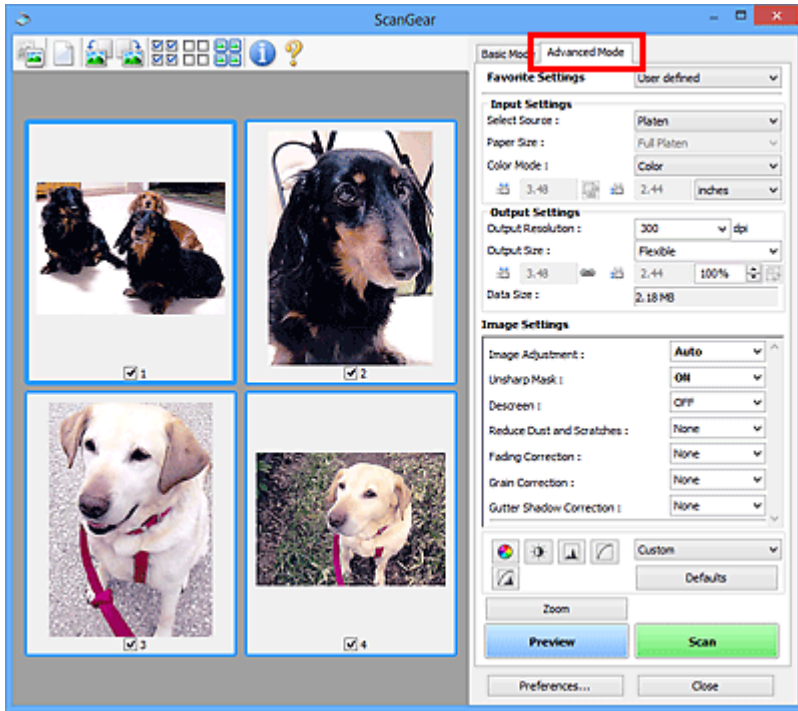 ScanGear
Basic Mode Advanced Mode
Favorite Settings User defined
Input Settings
Select Source : Platen
Paper Size : Full Platen
Color Mode : Color
3.48 2.44 inches
Output Settings
Output Resolution : 300 dpi
Output Size : Flexible
3.48 2.44 100%
Data Size : 2.18 MB
Image Settings
Image Adjustment : Auto
Unsharp Mask : ON
Descreen : OFF
Reduce Dust and Scratches : None
Fading Correction : None
Grain Correction : None
Gutter Shadow Correction : None
Custom
Defaults
Zoom
Preview Scan
Preferences... Close
1
2
3
4